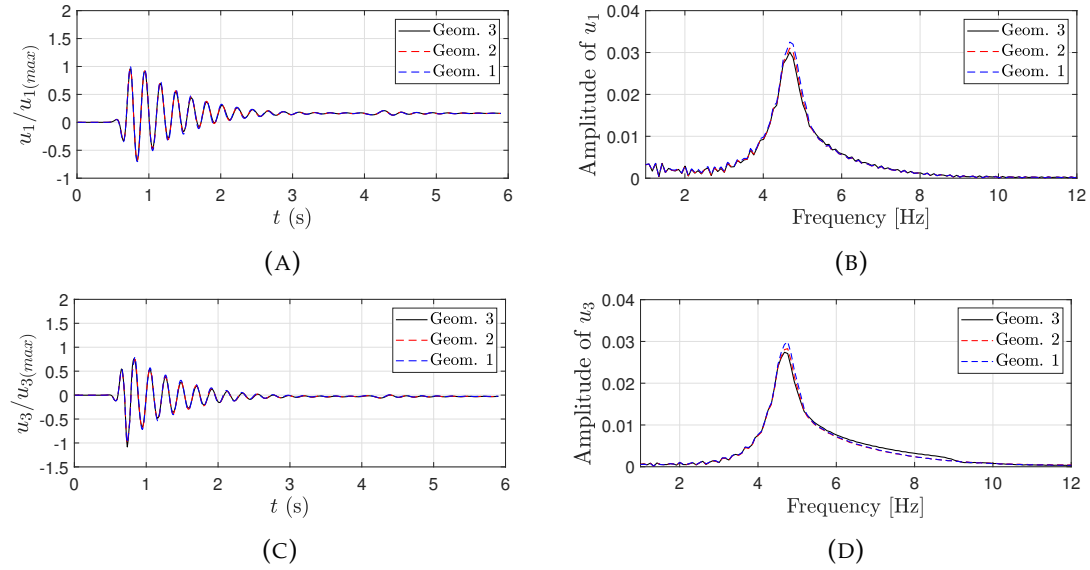 2
1.5
1
0.5
0
-0.5
-1
u1/u1(max)
Geom. 3
Geom. 2
Geom. 1
0 1 2 3 4 5 6
t (s)
(A)
0.04
0.03
0.02
0.01
0
Amplitude of u1
Geom. 3
Geom. 2
Geom. 1
2 4 6 8 10 12
Frequency [Hz]
(B)
2
1.5
1
0.5
0
-0.5
-1
-1.5
u3/u3(max)
Geom. 3
Geom. 2
Geom. 1
0 1 2 3 4 5 6
t (s)
(C)
0.04
0.03
0.02
0.01
0
Amplitude of u3
Geom. 3
Geom. 2
Geom. 1
2 4 6 8 10 12
Frequency [Hz]
(D)